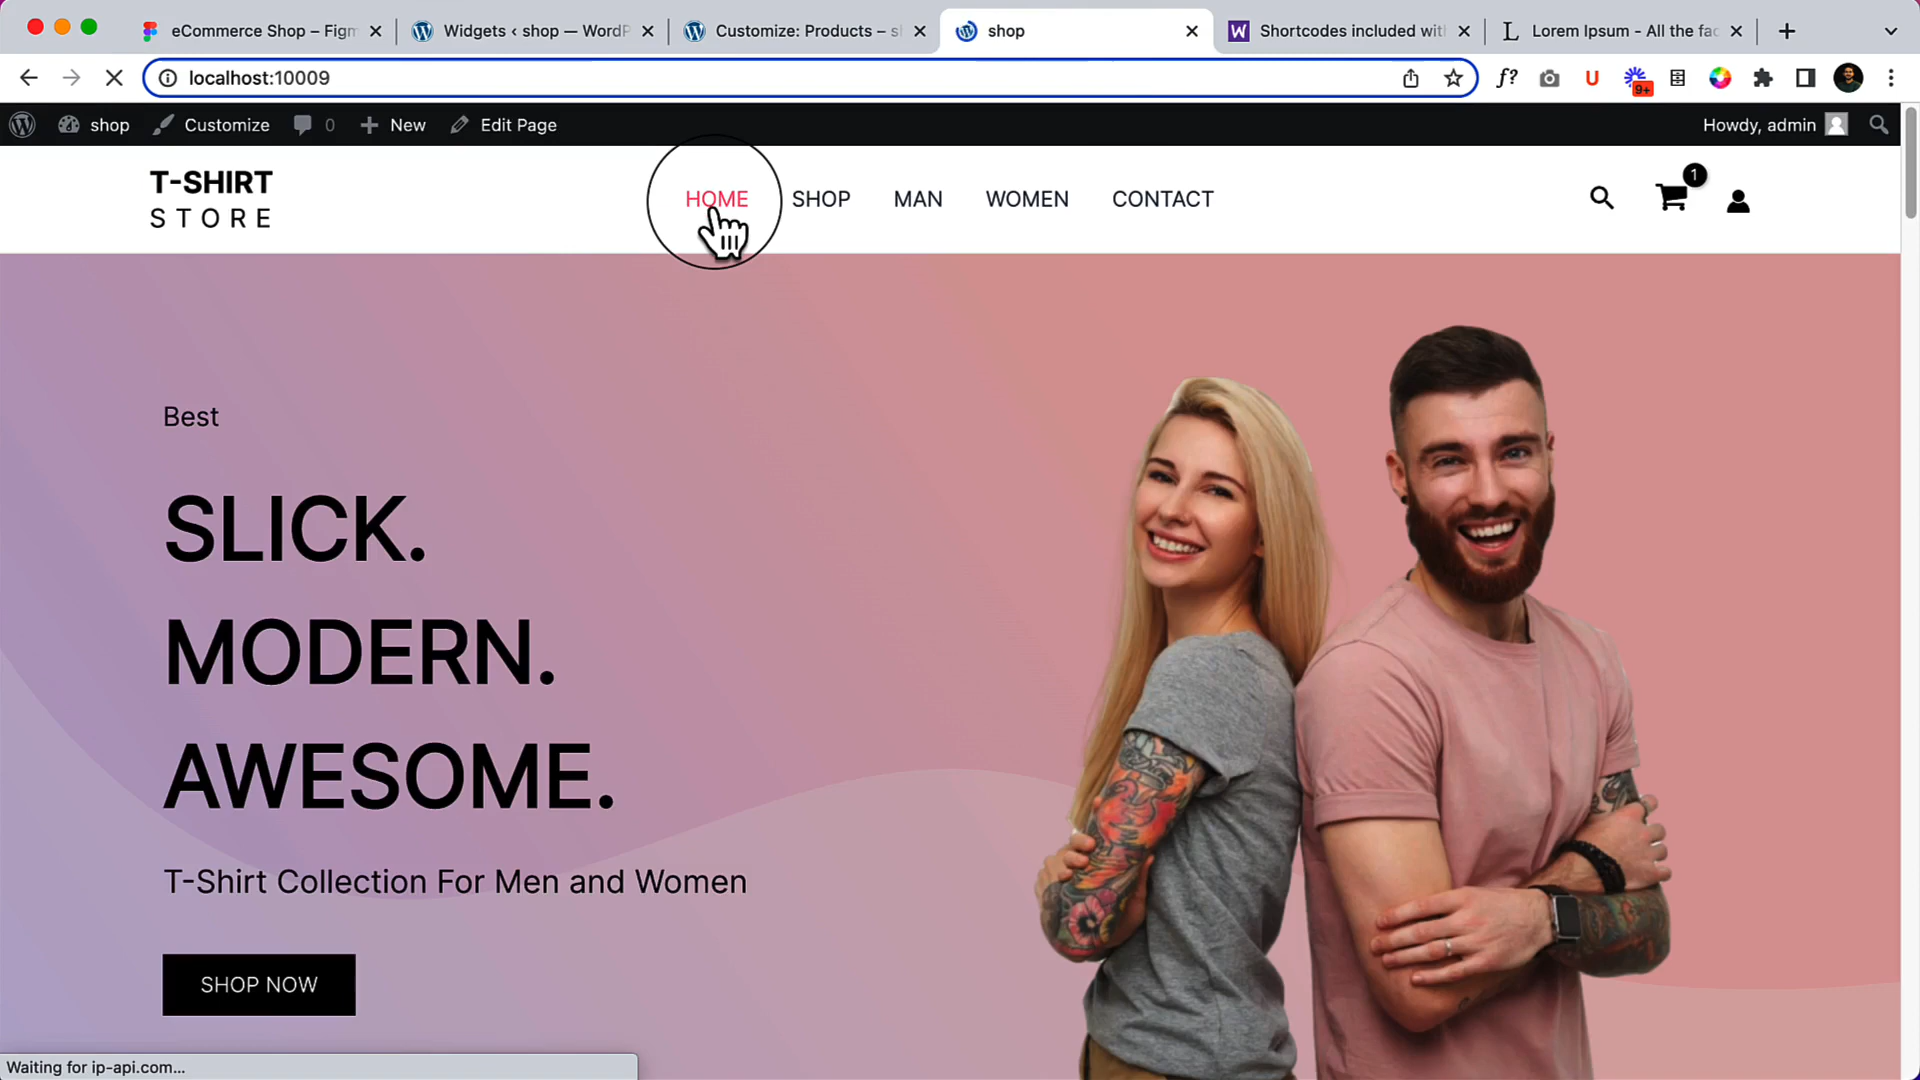 eCommerce Shop – Figm
Widgets ‹ shop — WordP
Customize: Products – s
shop
Shortcodes included wit
Lorem Ipsum - All the fac
localhost:10009
f?
U
9+
shop
Customize
0
New
Edit Page
Howdy, admin
T-SHIRT
STORE
HOME
SHOP
MAN
WOMEN
CONTACT
1
Best
SLICK.
MODERN.
AWESOME.
T-Shirt Collection For Men and Women
SHOP NOW
Waiting for ip-api.com...